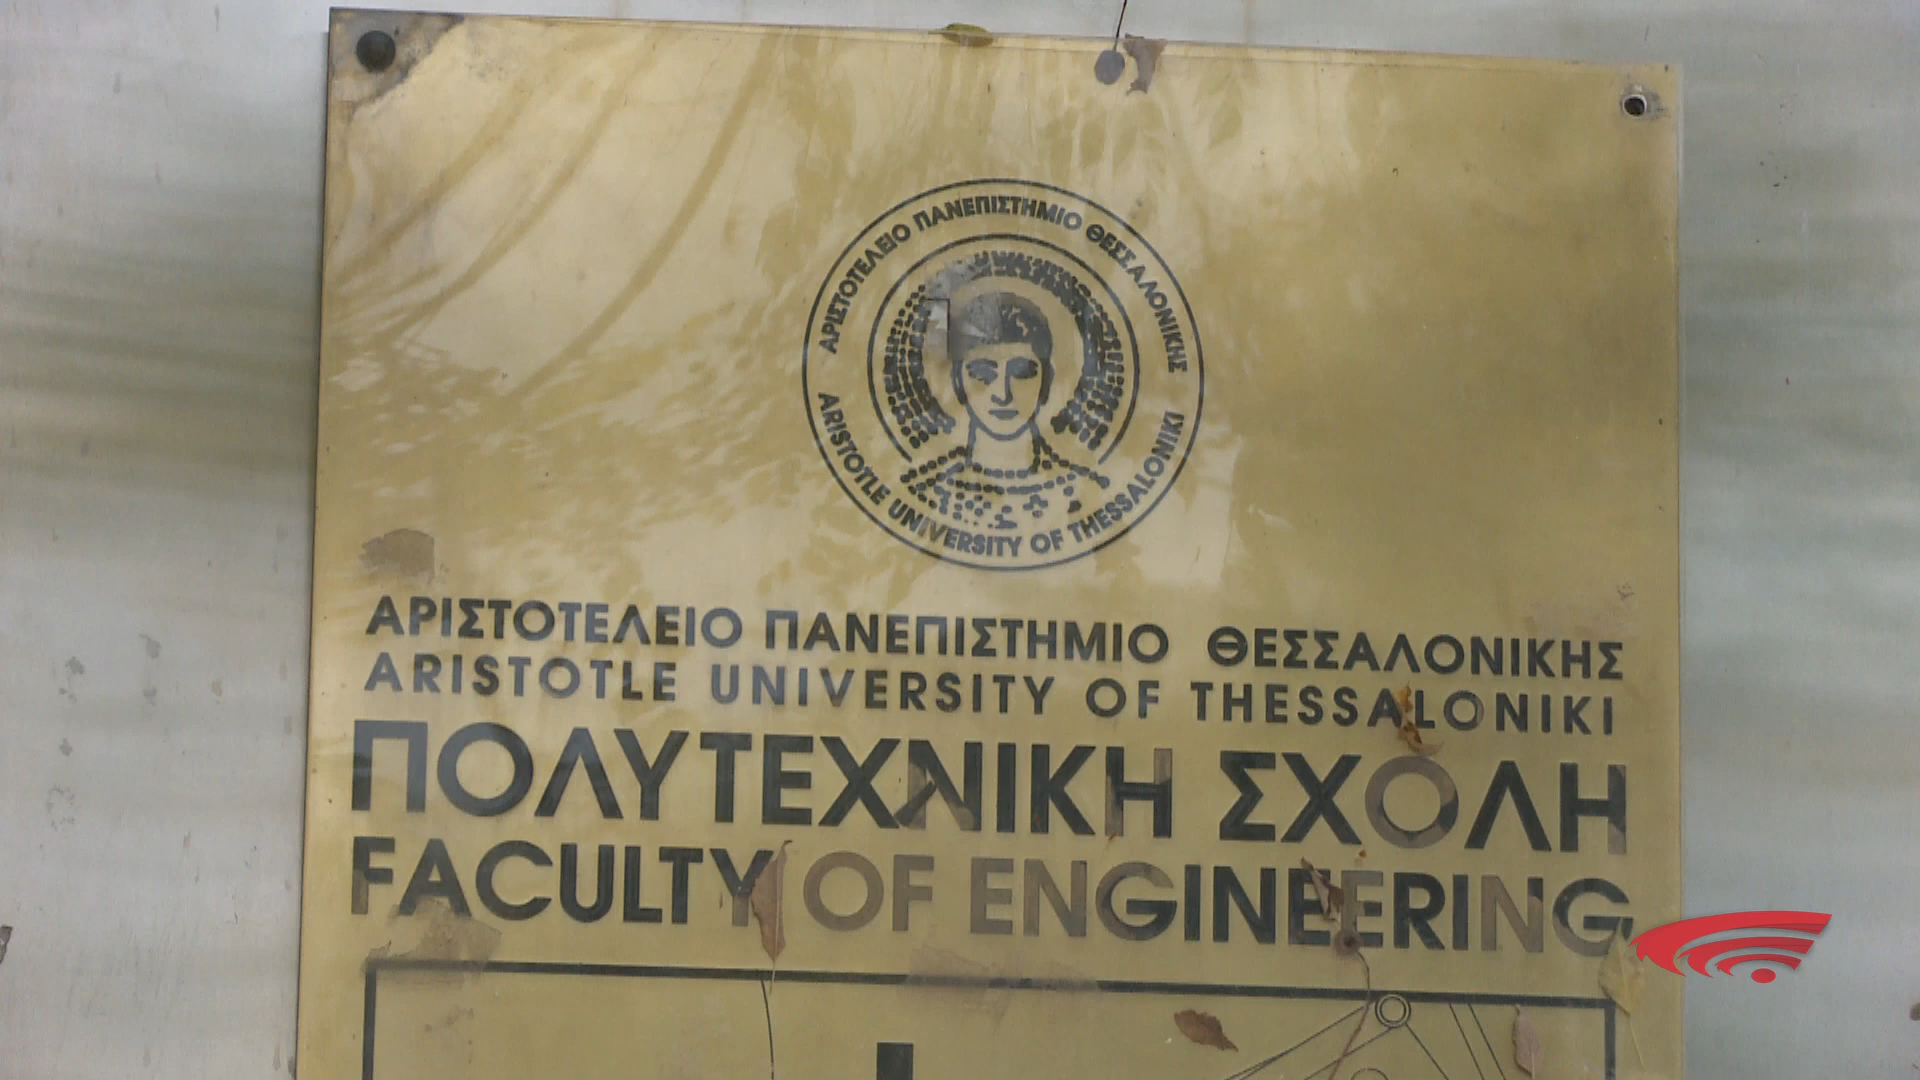 ΑΡΙΣΤΟΤΕΛΕΙΟ ΠΑΝΕΠΙΣΤΗΜΙΟ ΘΕΣΣΑΛΟΝΙΚΗΣ
ARISTOTLE UNIVERSITY OF THESSALONIKI
ΑΡΙΣΤΟΤΕΛΕΙΟ ΠΑΝΕΠΙΣΤΗΜΙΟ ΘΕΣΣΑΛΟΝΙΚΗΣ
ARISTOTLE UNIVERSITY OF THESSALONIKI
ΠΟΛΥΤΕΧΝΙΚΗ ΣΧΟΛΗ
FACULTY OF ENGINEERING